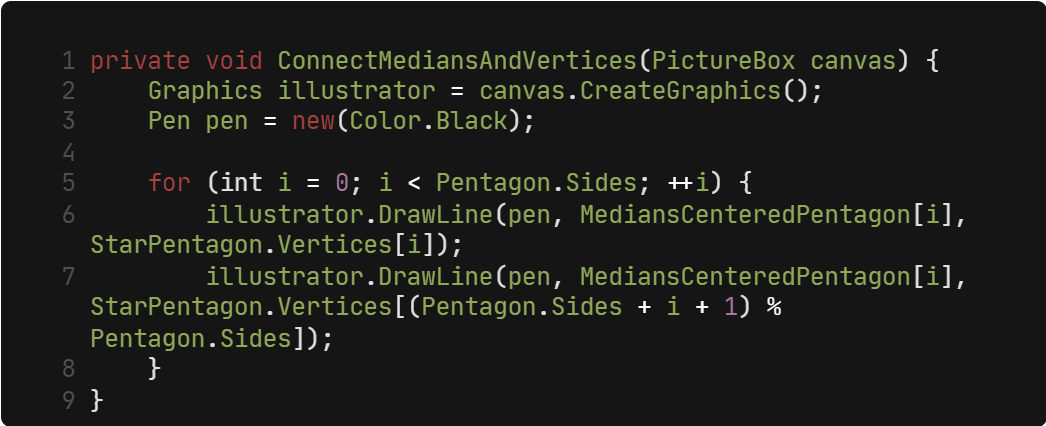 1 private void ConnectMediansAndVertices(PictureBox canvas) {
2     Graphics illustrator = canvas.CreateGraphics();
3     Pen pen = new(Color.Black);
4
5     for (int i = 0; i < Pentagon.Sides; ++i) {
6         illustrator.DrawLine(pen, MediansCenteredPentagon[i],
StarPentagon.Vertices[i]);
7         illustrator.DrawLine(pen, MediansCenteredPentagon[i],
StarPentagon.Vertices[(Pentagon.Sides + i + 1) %
Pentagon.Sides]);
8     }
9 }